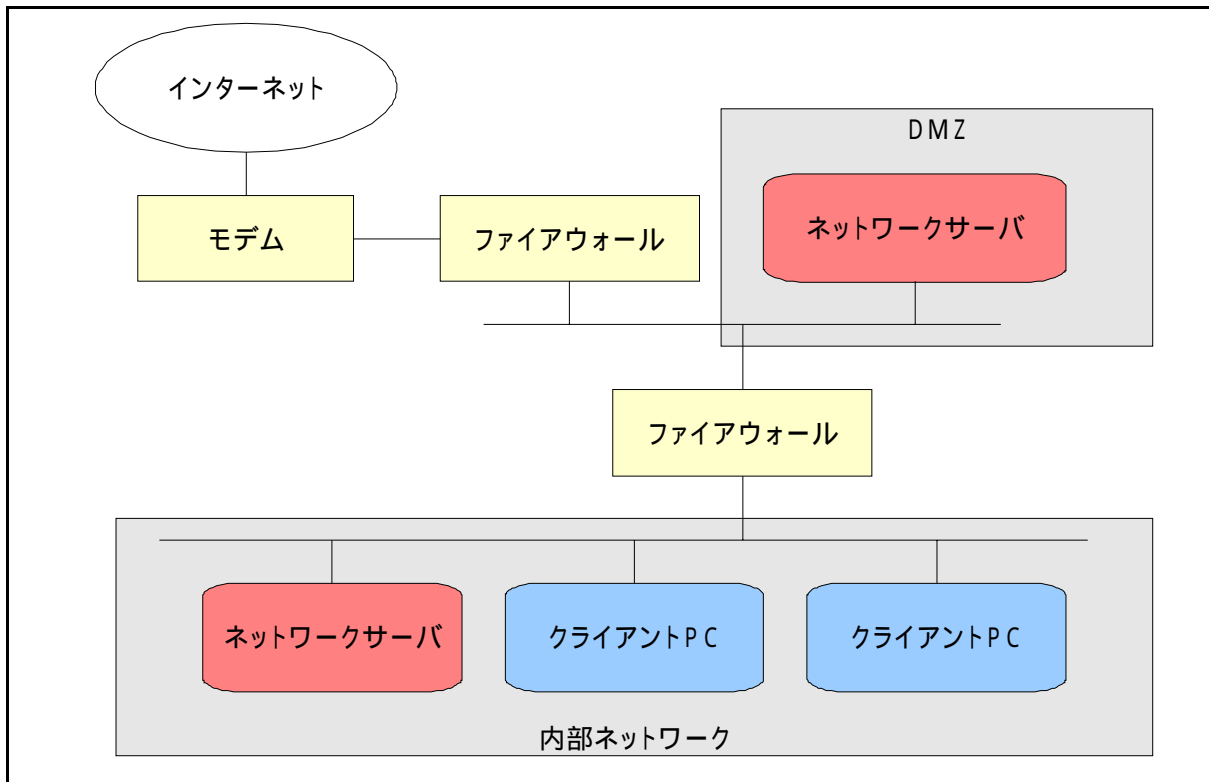 インターネット
DMZ
モデム
ファイアウォール
ネットワークサーバ
ファイアウォール
ネットワークサーバ
クライアントPC
クライアントPC
内部ネットワーク